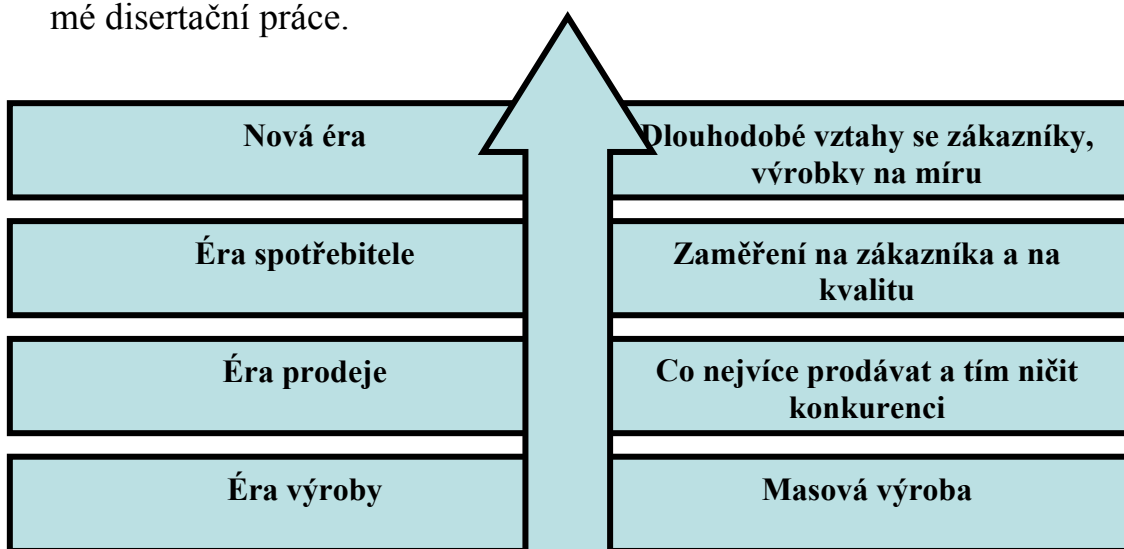 mé disertační práce.
Nová éra
Dlouhodobé vztahy se zákazníky,
výrobky na míru
Éra spotřebitele
Zaměření na zákazníka a na
kvalitu
Éra prodeje
Co nejvíce prodávat a tím ničit
konkurenci
Éra výroby
Masová výroba